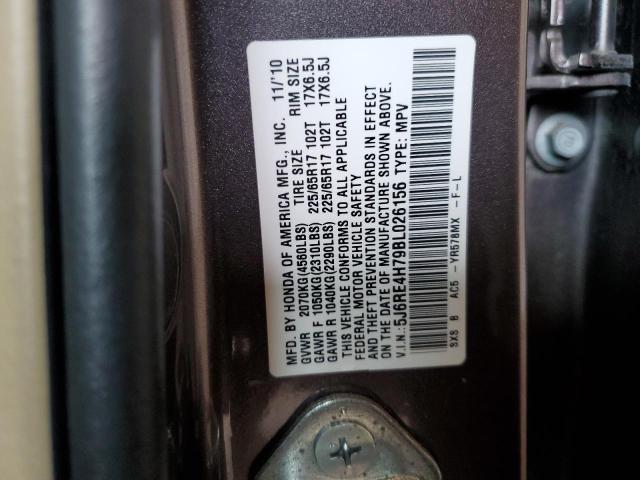 MFD. BY HONDA OF AMERICA MFG., INC. 11/'10
GVWR 2070KG(4560LBS) TIRE SIZE RIM SIZE
GAWR F 1050KG(2310LBS) 225/65R17 102T 17X6.5J
GAWR R 1040KG(2290LBS) 225/65R17 102T 17X6.5J
THIS VEHICLE CONFORMS TO ALL APPLICABLE
FEDERAL MOTOR VEHICLE SAFETY
AND THEFT PREVENTION STANDARDS IN EFFECT
ON THE DATE OF MANUFACTURE SHOWN ABOVE.
V.I.N.:5J6RE4H79BL026156 TYPE: MPV
SXS B AC5 -YR578MX -F-L